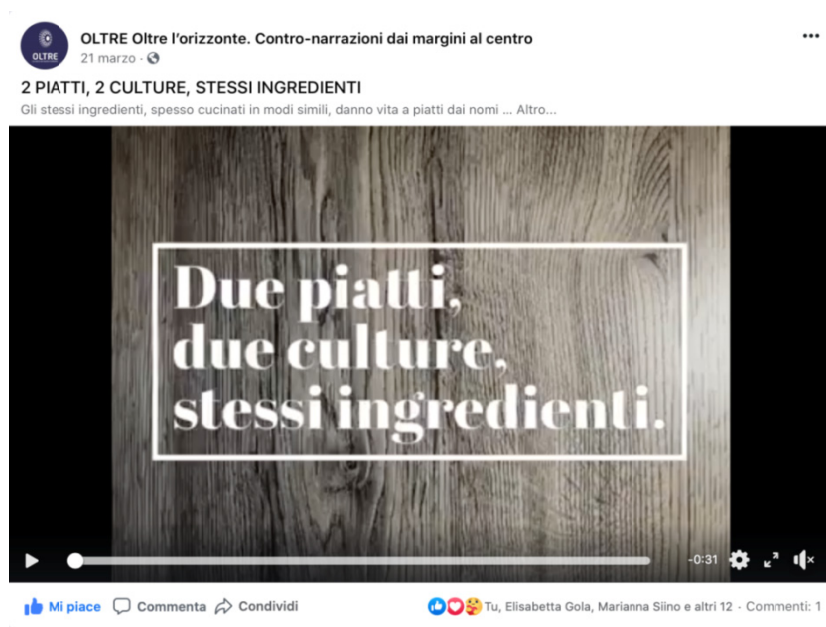 OLTRE Oltre l'orizzonte. Contro-narrazioni dai margini al centro
OLTRE
21 marzo ·
2 PIATTI, 2 CULTURE, STESSI INGREDIENTI
Gli stessi ingredienti, spesso cucinati in modi simili, danno vita a piatti dai nomi ... Altro...
Due piatti,
due culture,
stessi ingredienti.
-0:31
Mi piace Commenta Condividi Tu, Elisabetta Gola, Marianna Siino e altri 12 · Commenti: 1